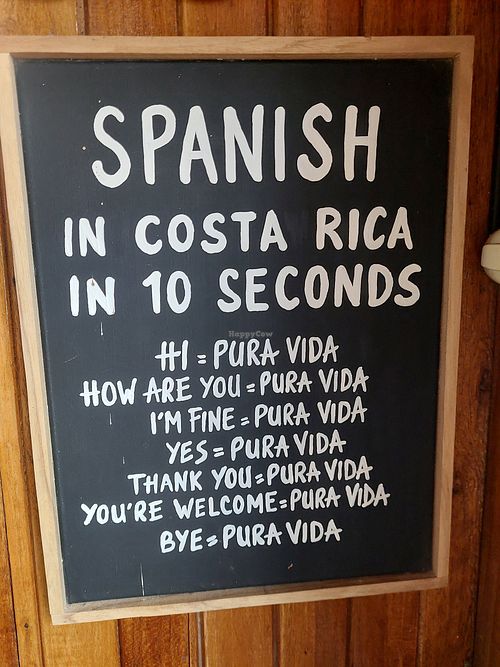 SPANISH
IN COSTA RICA
IN 10 SECONDS
HappyCow
HI = PURA VIDA
HOW ARE YOU = PURA VIDA
I'M FINE = PURA VIDA
YES = PURA VIDA
THANK YOU = PURA VIDA
YOU'RE WELCOME = PURA VIDA
BYE = PURA VIDA